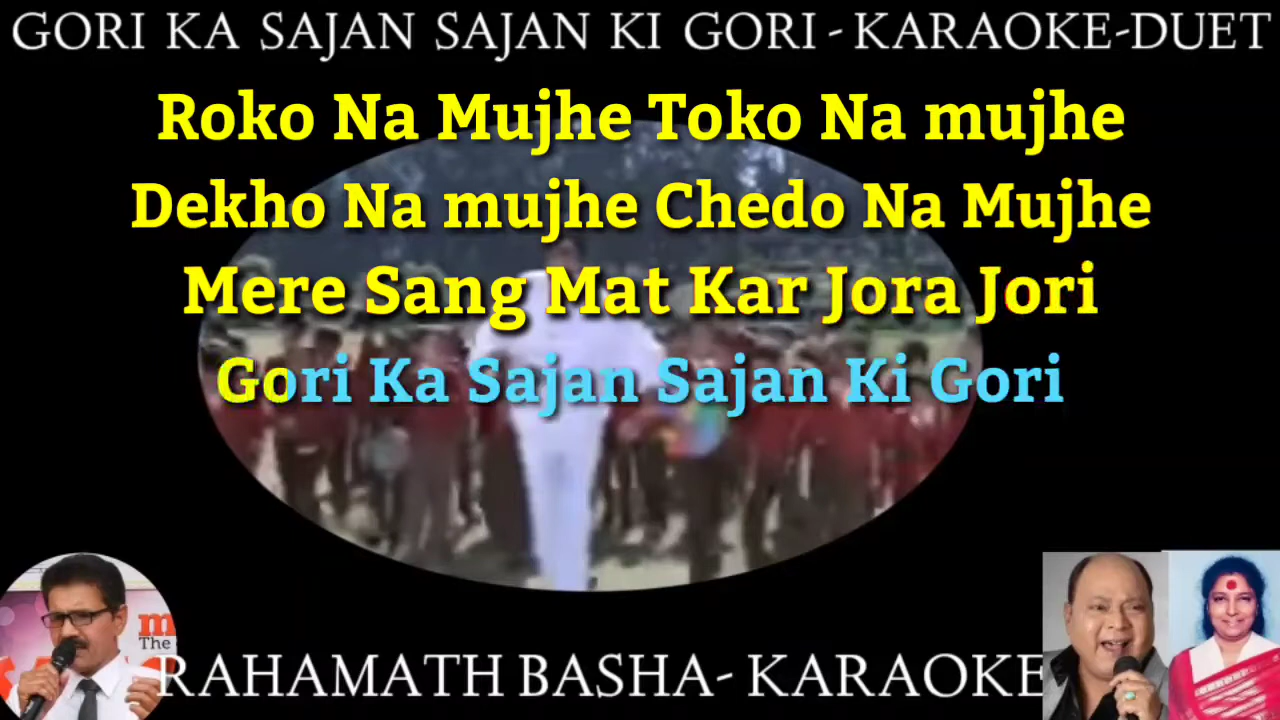 GORI KA SAJAN SAJAN KI GORI-KARAOKE-DUET
Roko Na Mujhe Toko Na mujhe
Dekho Na mujhe Chedo Na Mujhe
Mere Sang Mat Kar Jora Jori
Gori Ka Sajan Sajan Ki Gori
m
The
RAHAMATH BASHA-KARAOKE